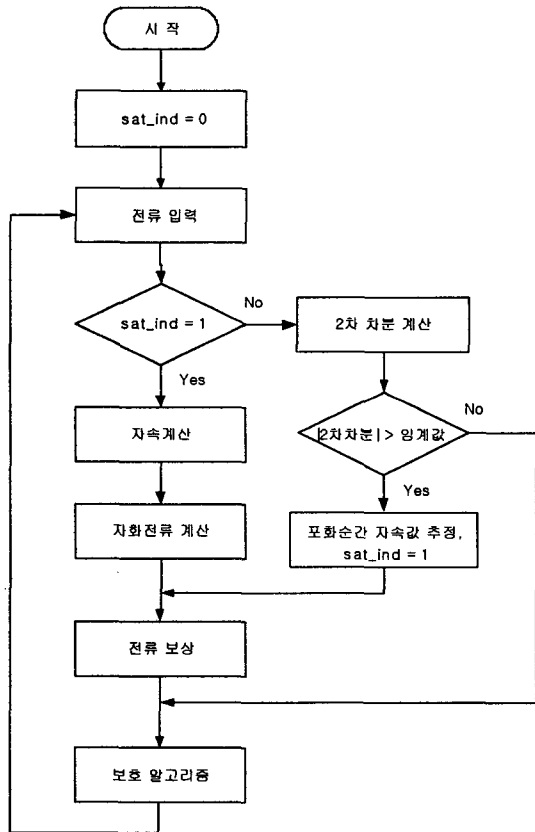 시 작
sat_ind = 0
전류 입력
sat_ind = 1
No
2차 차분 계산
Yes
자속계산
|2차차분| > 임계값
No
Yes
자화전류 계산
포화순간 자속값 추정,
sat_ind = 1
전류 보상
보호 알고리즘